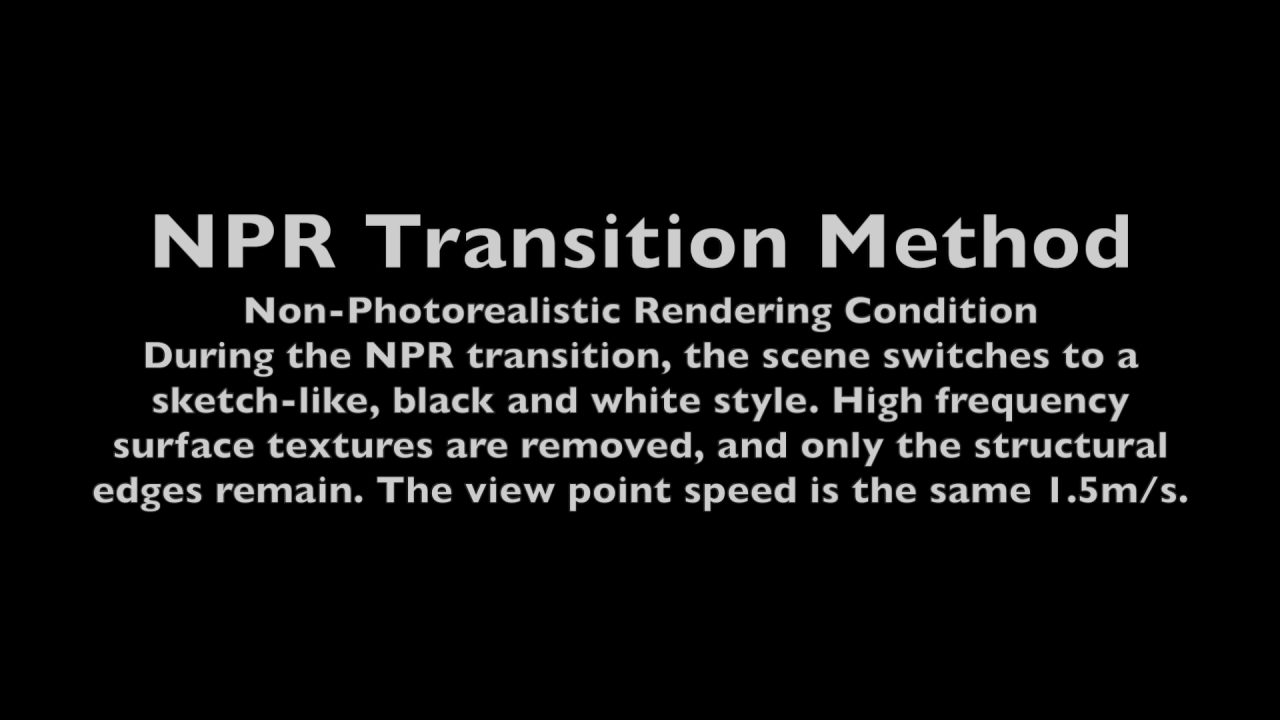 NPR Transition Method
Non-Photorealistic Rendering Condition
During the NPR transition, the scene switches to a
sketch-like, black and white style. High frequency
surface textures are removed, and only the structural
edges remain. The view point speed is the same 1.5m/s.